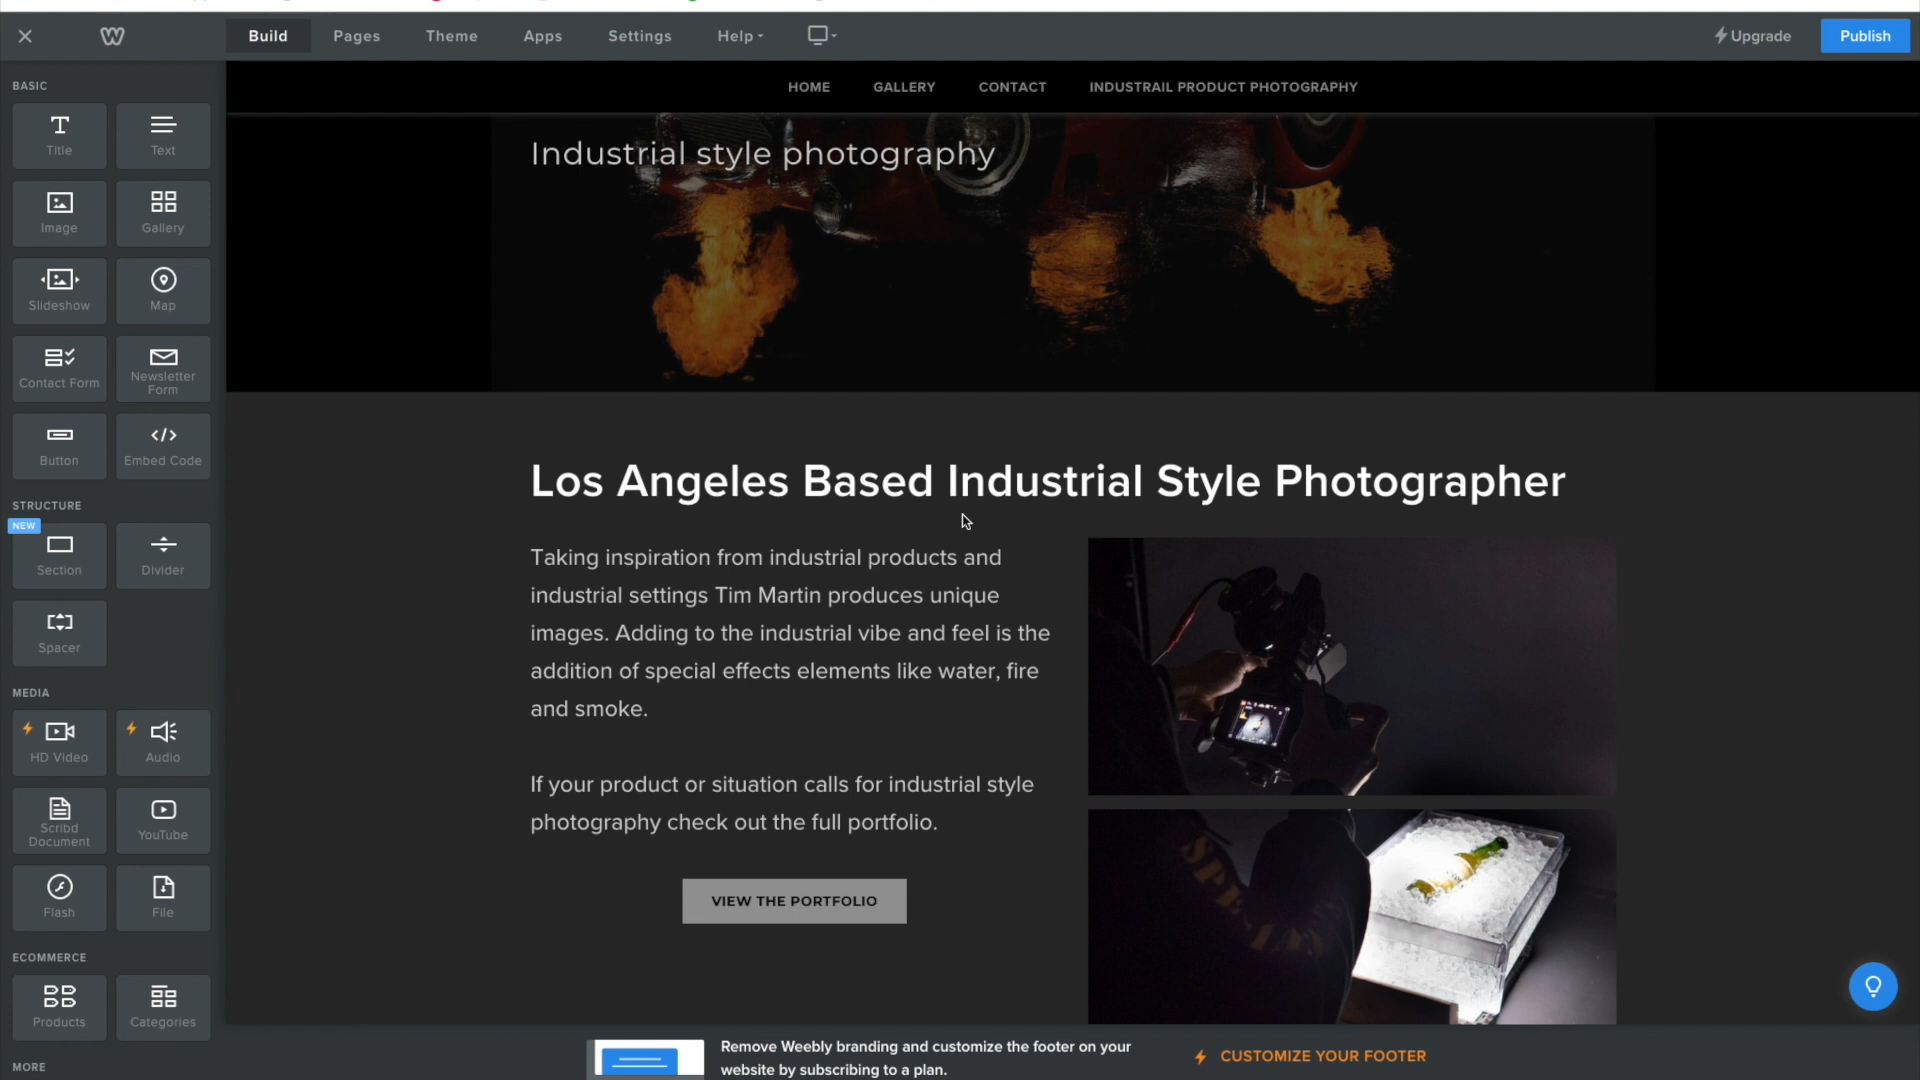 Build
Pages
Theme
Apps
Settings
Help
Upgrade
Publish
BASIC
Title
Text
Image
Gallery
Slideshow
Map
Contact Form
Newsletter
Form
Button
Embed Code
STRUCTURE
NEW
Section
Divider
Spacer
MEDIA
HD Video
Audio
Scribd
Document
YouTube
Flash
File
ECOMMERCE
Products
Categories
MORE
HOME
GALLERY
CONTACT
INDUSTRAIL PRODUCT PHOTOGRAPHY
Industrial style photography
Los Angeles Based Industrial Style Photographer
Taking inspiration from industrial products and
industrial settings Tim Martin produces unique
images. Adding to the industrial vibe and feel is the
addition of special effects elements like water, fire
and smoke.
If your product or situation calls for industrial style
photography check out the full portfolio.
VIEW THE PORTFOLIO
Remove Weebly branding and customize the footer on your
website by subscribing to a plan.
CUSTOMIZE YOUR FOOTER